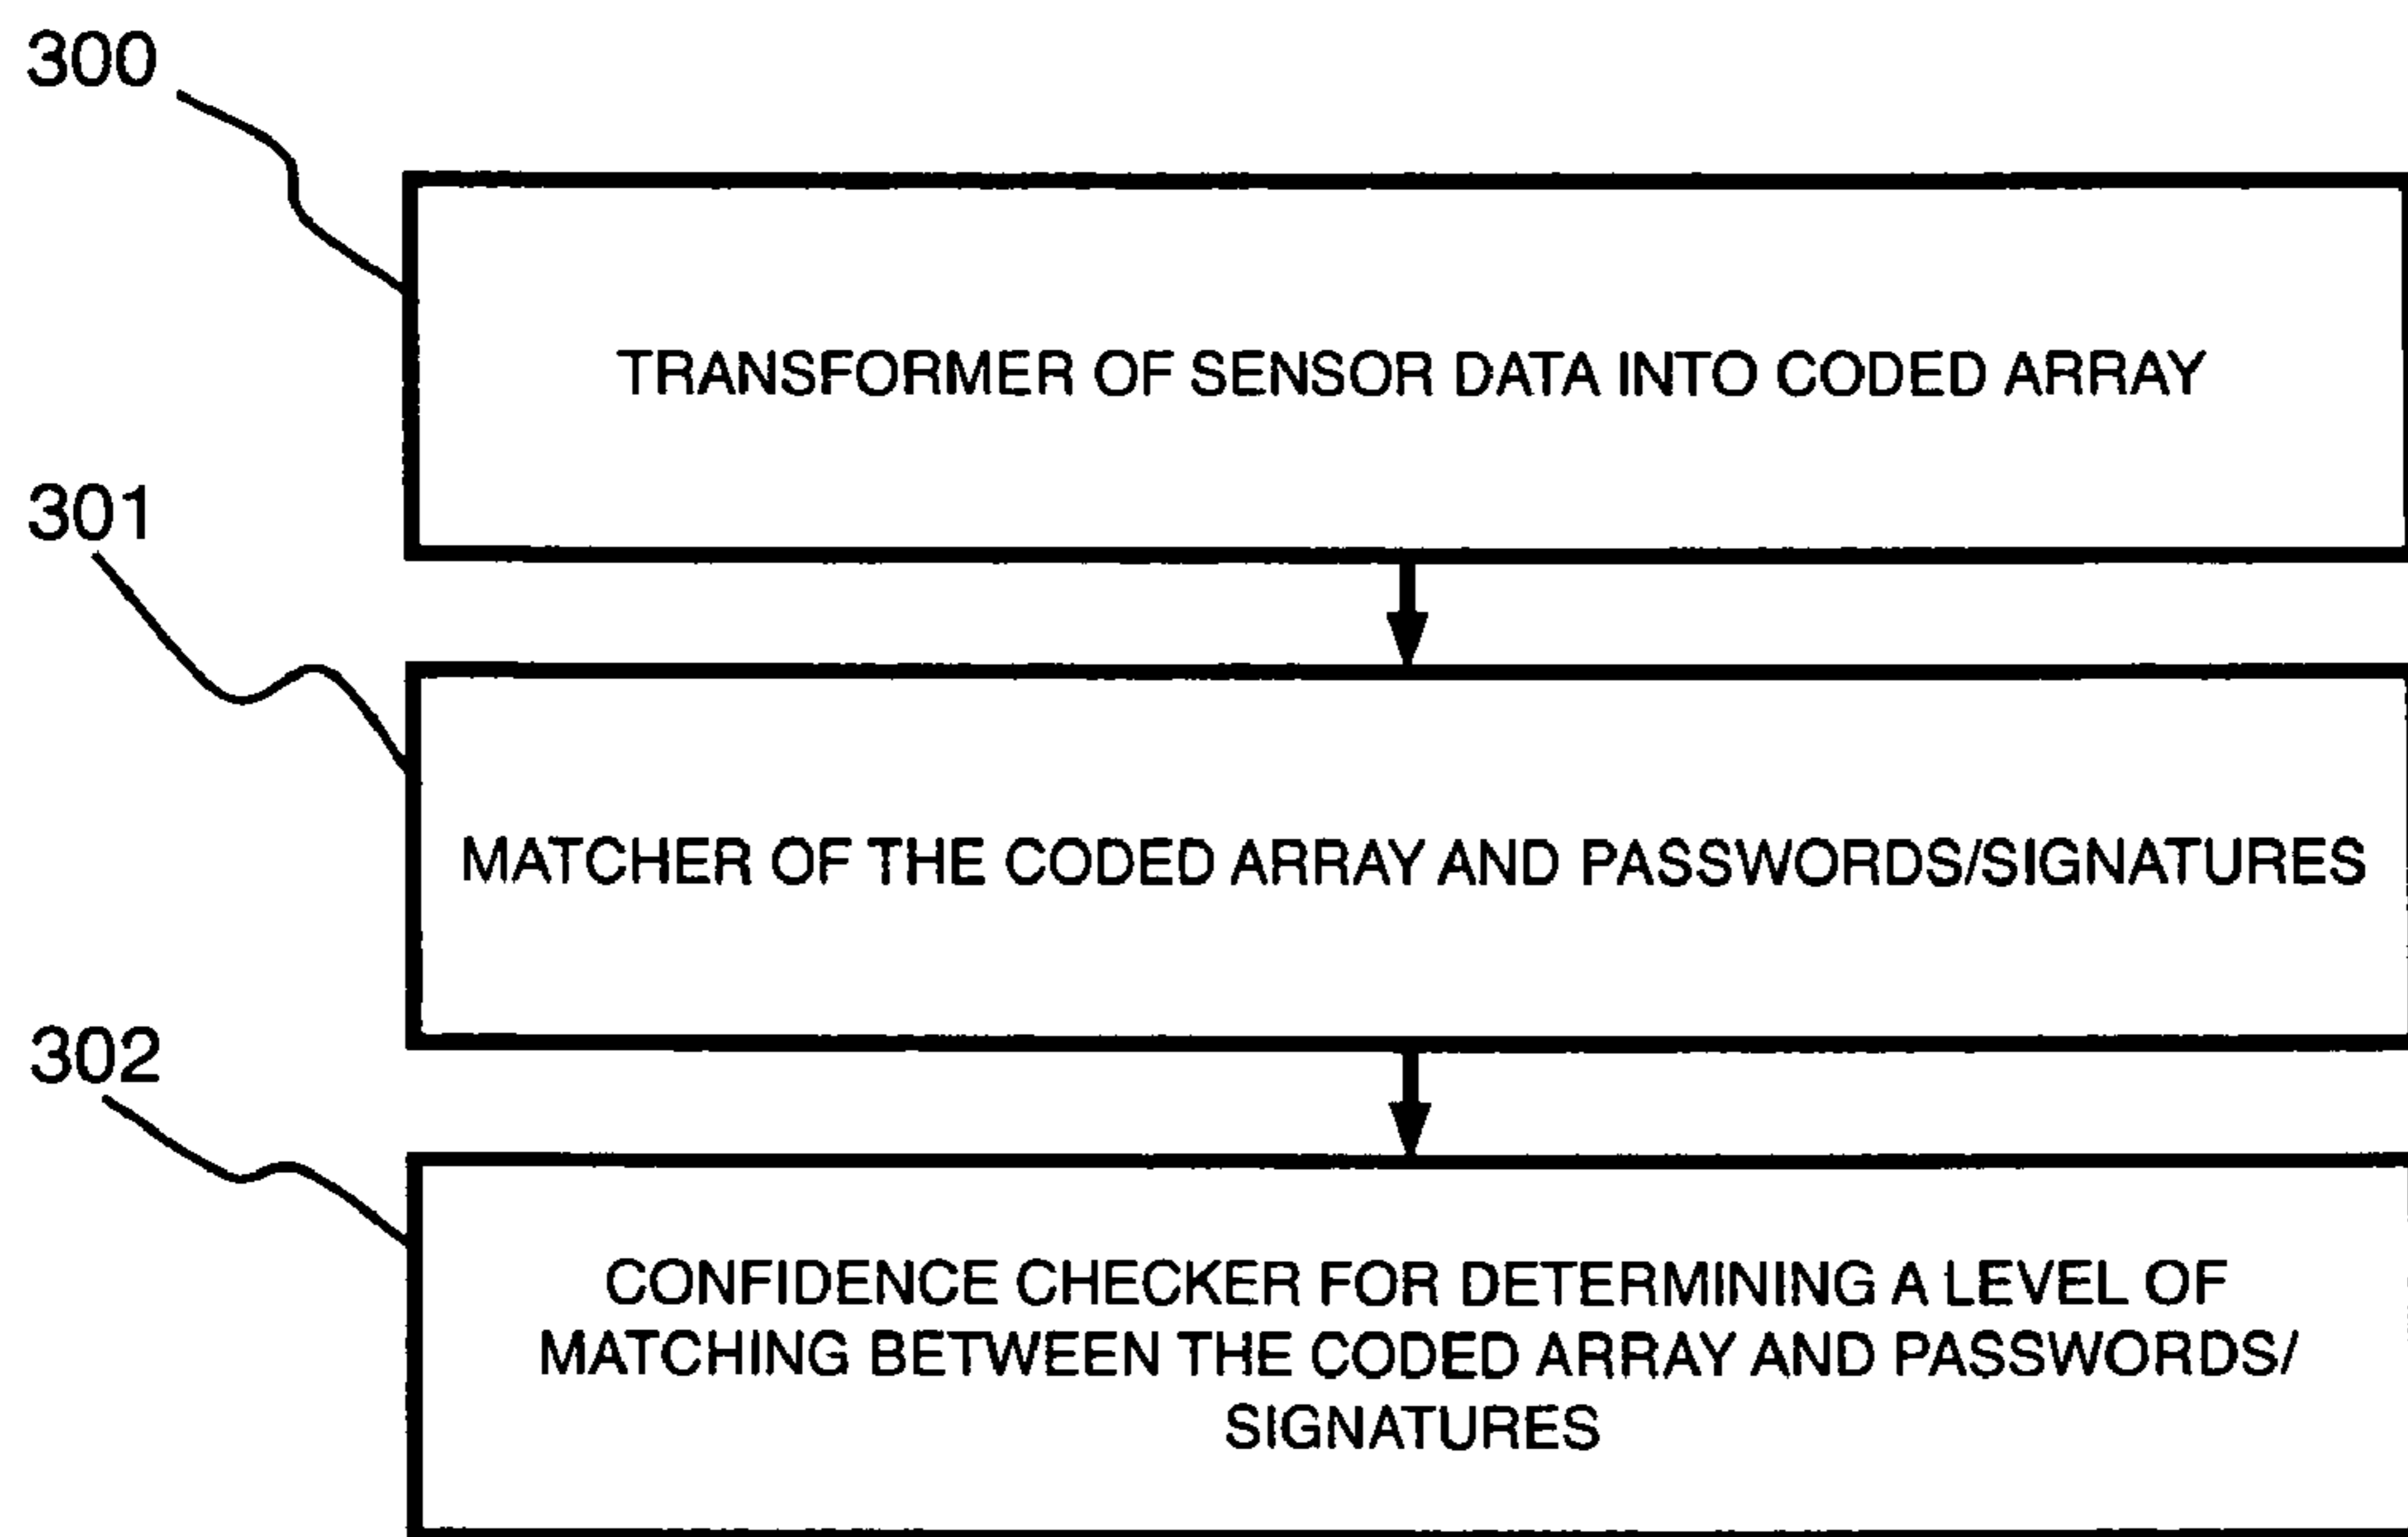 300
TRANSFORMER OF SENSOR DATA INTO CODED ARRAY
301
MATCHER OF THE CODED ARRAY AND PASSWORDS/SIGNATURES
302
CONFIDENCE CHECKER FOR DETERMINING A LEVEL OF
MATCHING BETWEEN THE CODED ARRAY AND PASSWORDS/
SIGNATURES